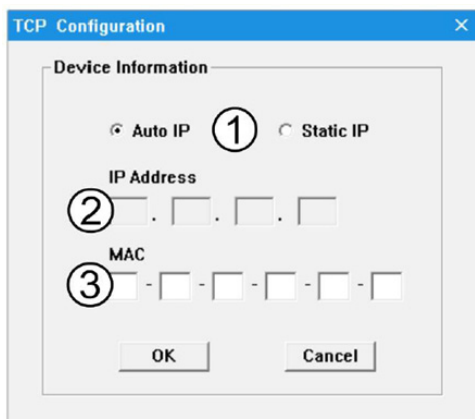 TCP Configuration
Device Information
Auto IP ① Static IP
IP Address
② . . .
MAC
③ - - - - -
OK Cancel